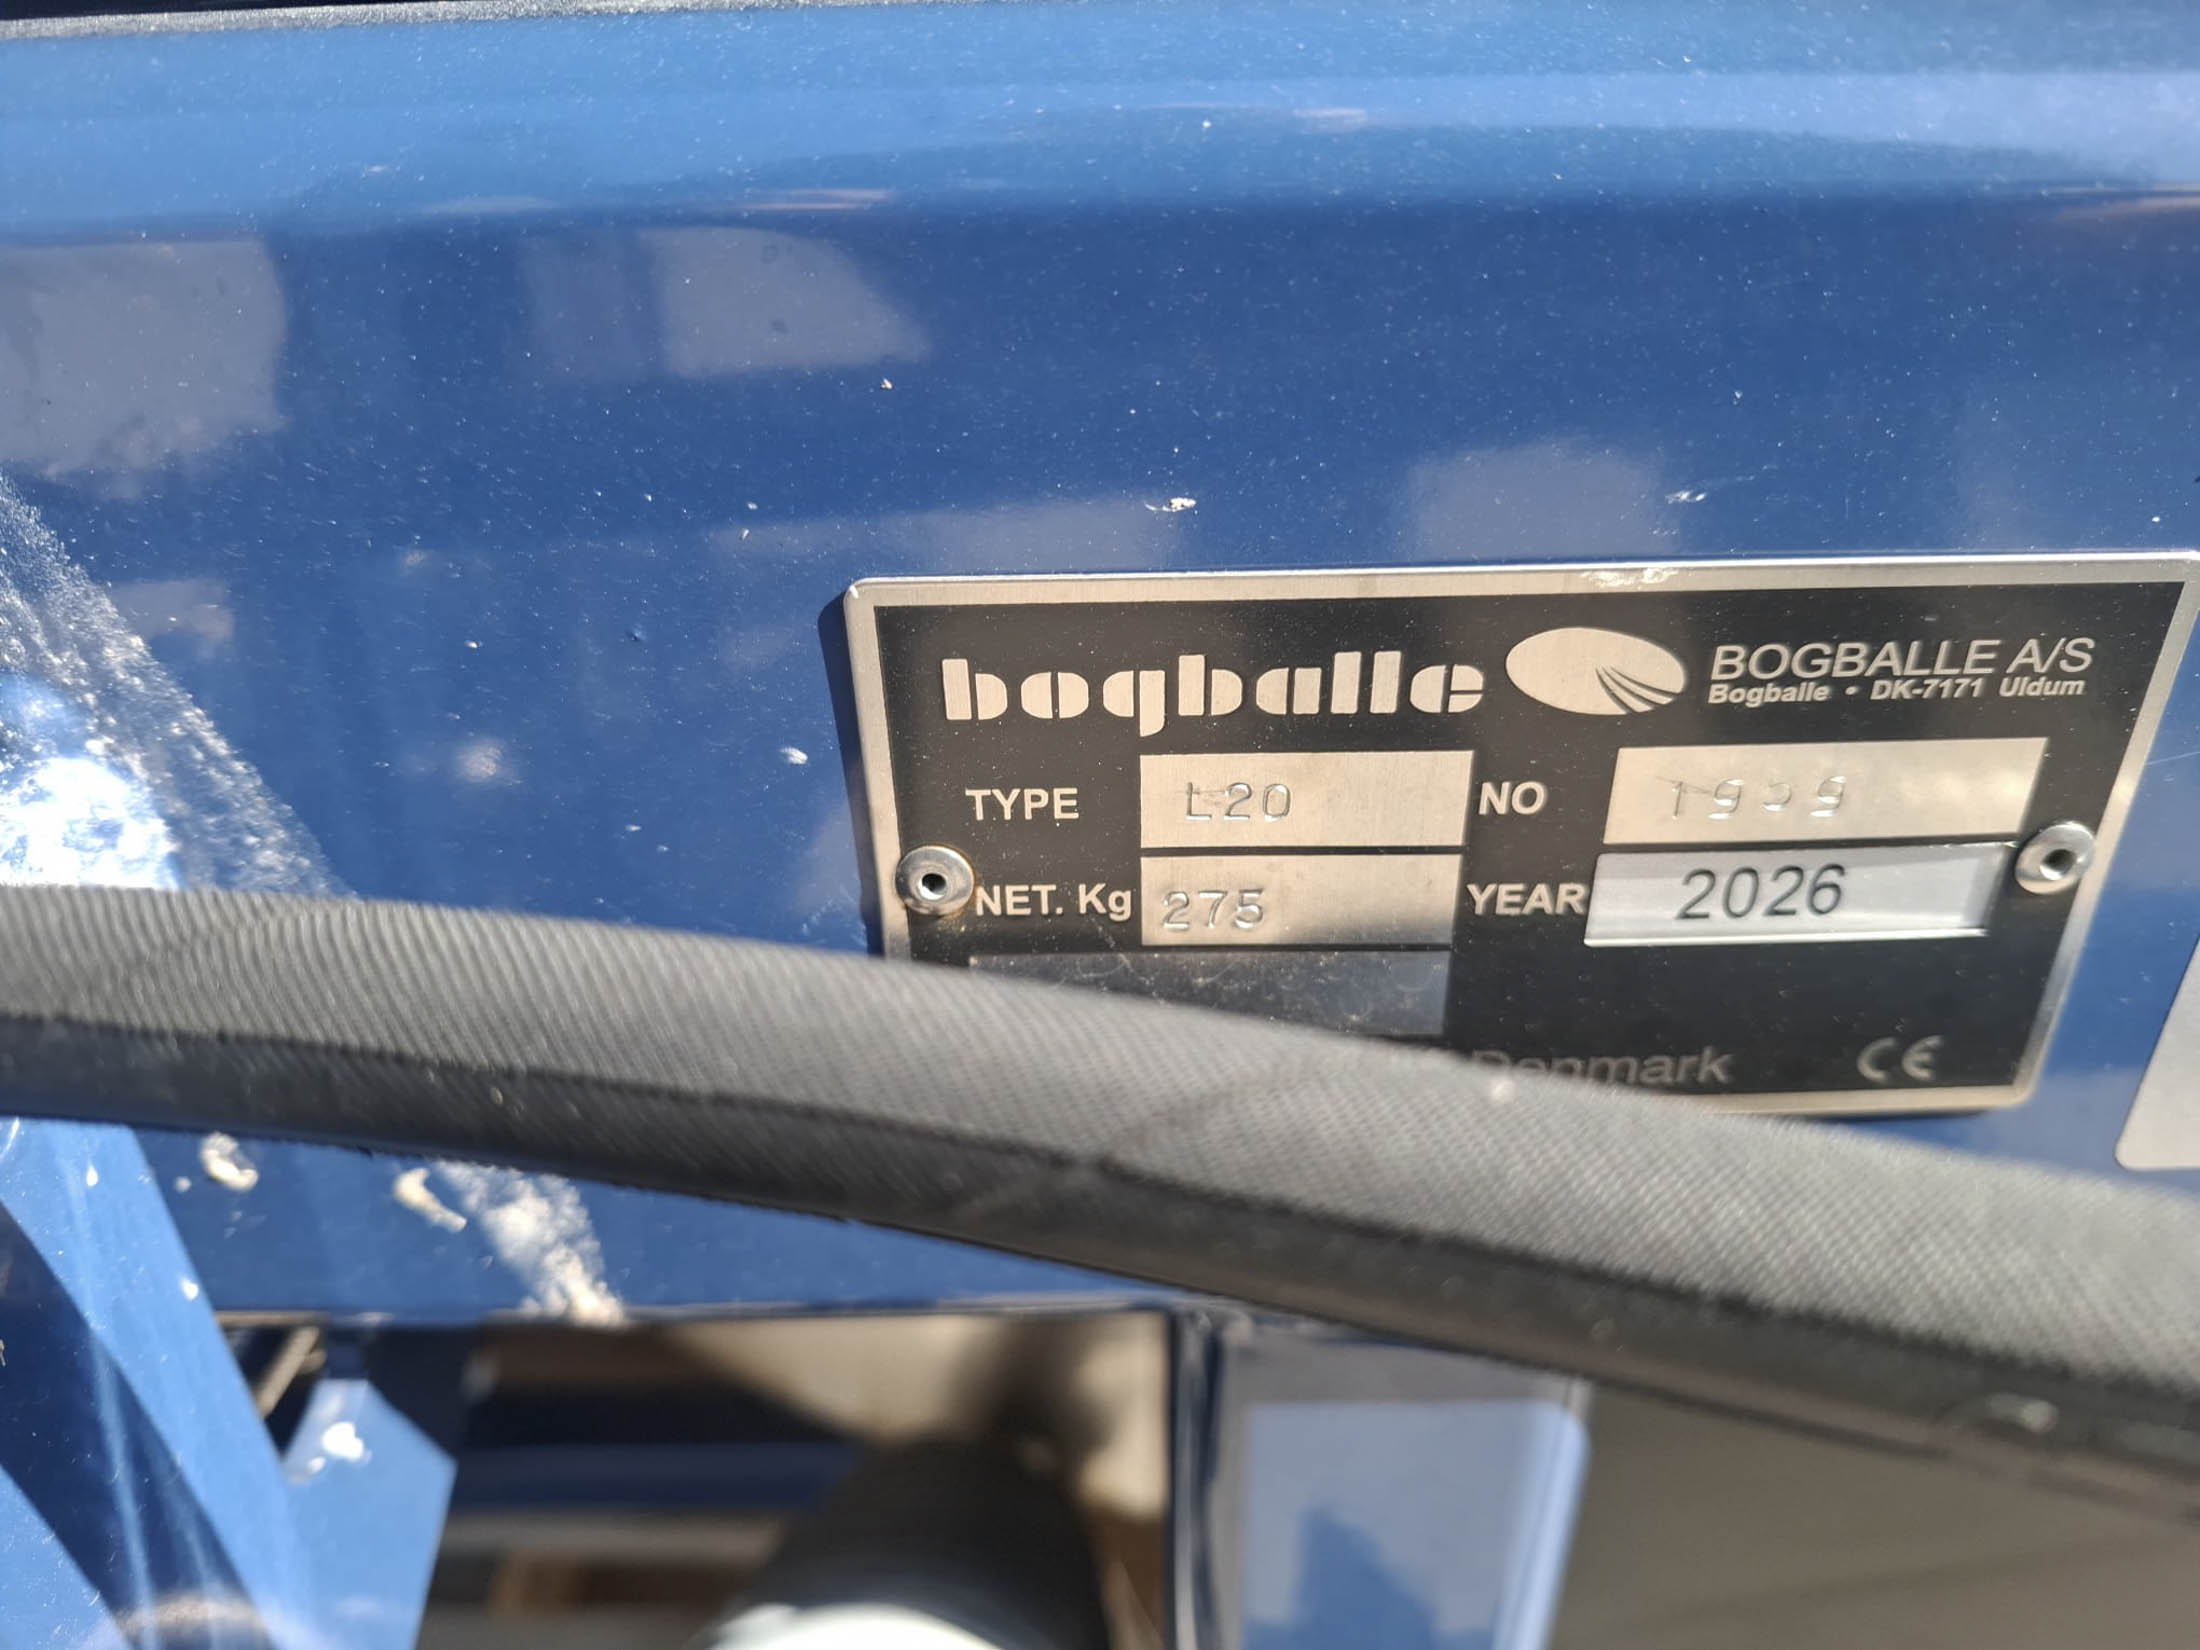 bogballe BOGBALLE A/S
Bogballe • DK-7171 Uldum
TYPE L20 NO
NET. Kg 275 YEAR 2026
Denmark CE